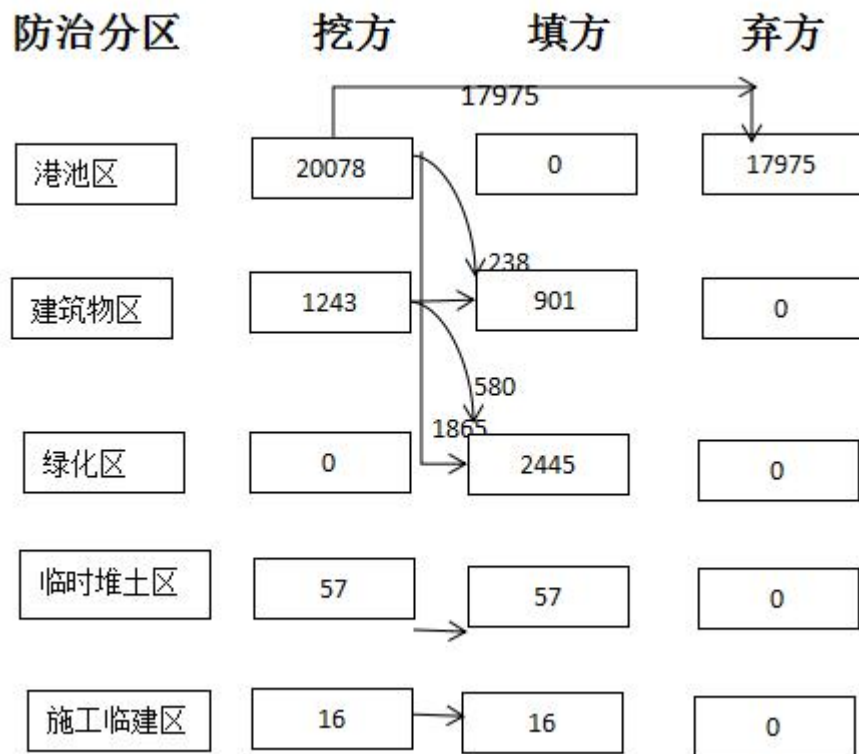 防治分区 挖方 填方 弃方
17975
港池区 20078 0 17975
238
建筑物区 1243 901 0
580
1865
绿化区 0 2445 0
临时堆土区 57 57 0
施工临建区 16 16 0